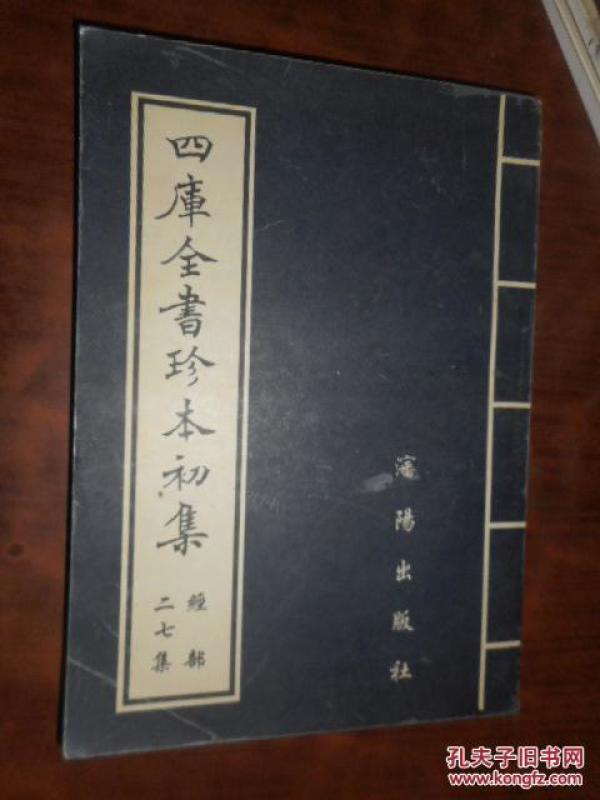 四庫全書珍本初集
經部
二七集
瀋陽出版社
孔夫子旧书网
www.kongfz.com